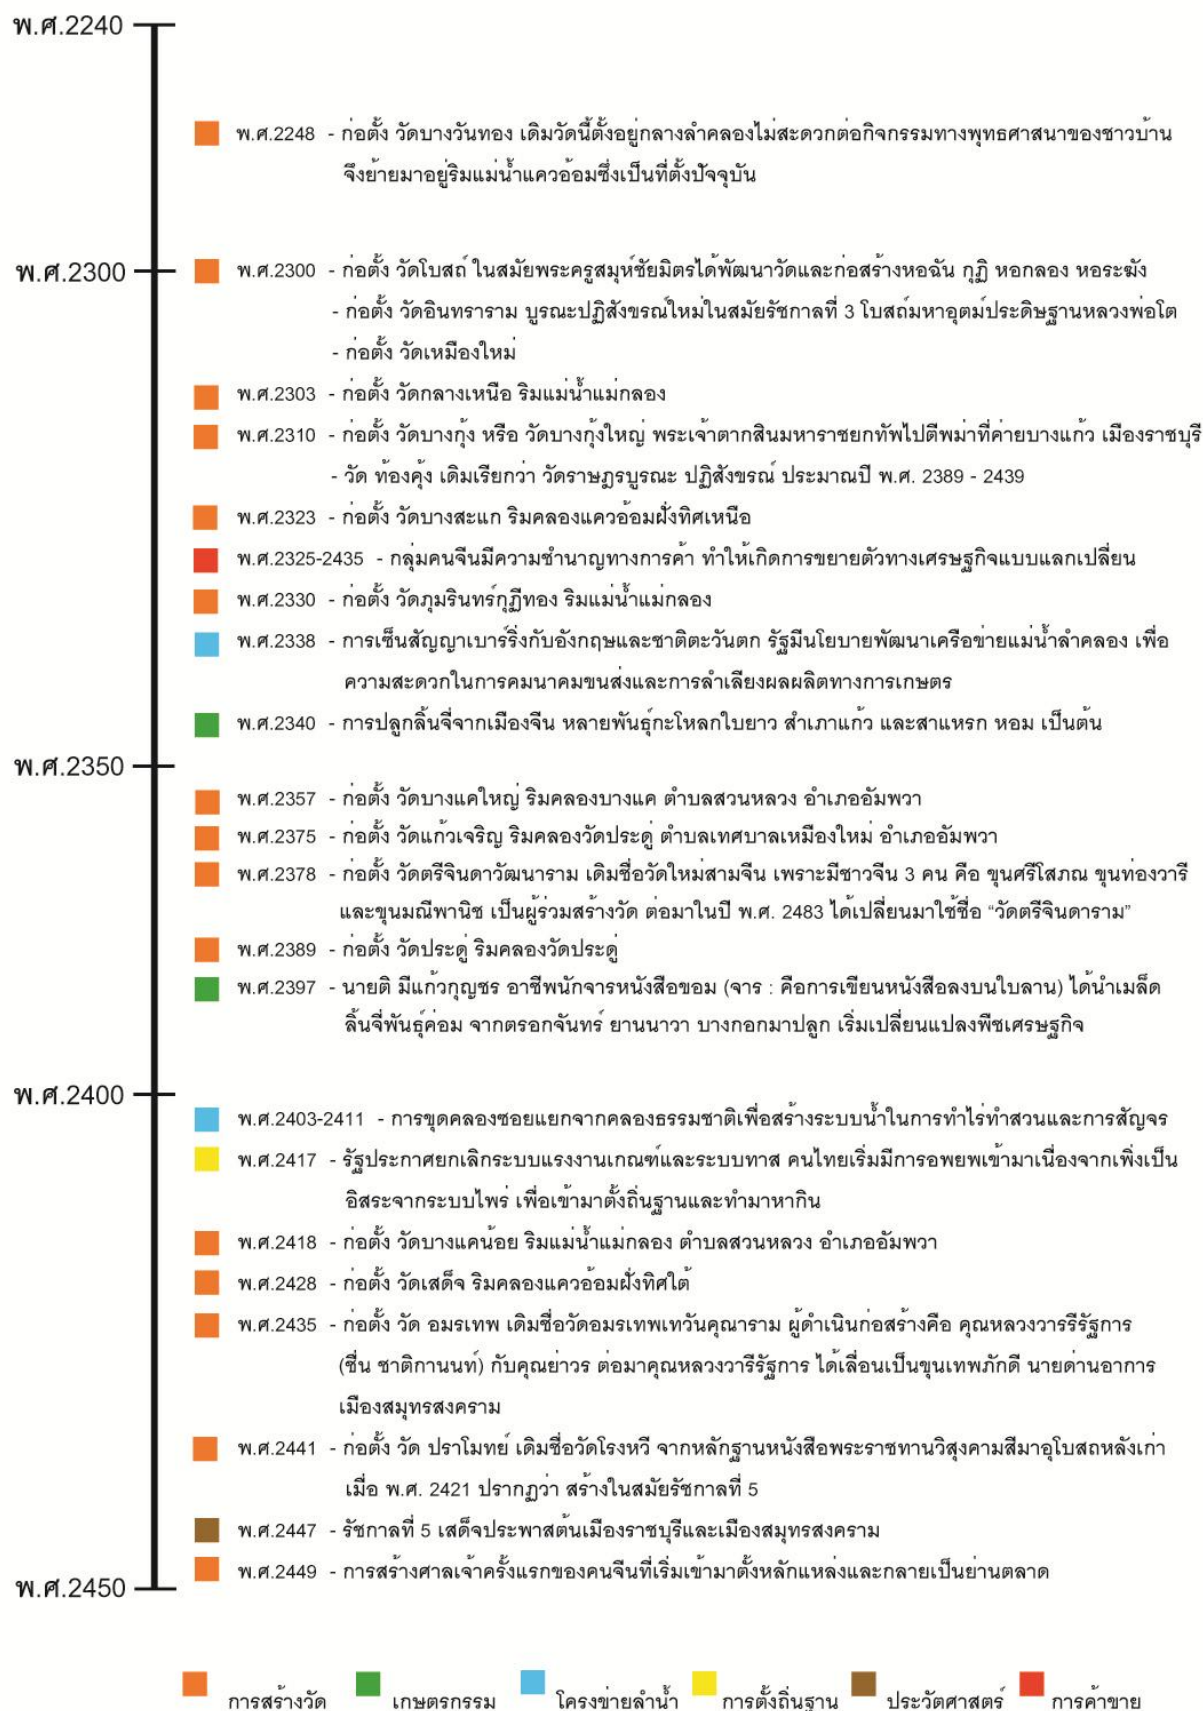 พ.ศ.2240
พ.ศ.2248 - ก่อตั้ง วัดบางวันทอง เดิมวัดนี้ตั้งอยู่กลางลำคลองไม่สะดวกต่อกิจกรรมทางพุทธศาสนาของชาวบ้าน
จึงย้ายมาอยู่ริมแม่น้ำแควอ้อมซึ่งเป็นที่ตั้งปัจจุบัน
พ.ศ.2300
พ.ศ.2300 - ก่อตั้ง วัดโบสถ์ ในสมัยพระครูสมุห์ชัยมิตรได้พัฒนาวัดและก่อสร้างหอฉัน กุฏิ หอกลอง หอระฆัง
- ก่อตั้ง วัดอินทราราม บูรณะปฏิสังขรณ์ใหม่ในสมัยรัชกาลที่ 3 โบสถ์มหาอุตม์ประดิษฐานหลวงพ่อโต
- ก่อตั้ง วัดเหมืองใหม่
พ.ศ.2303 - ก่อตั้ง วัดกลางเหนือ ริมแม่น้ำแม่กลอง
พ.ศ.2310 - ก่อตั้ง วัดบางกุ้ง หรือ วัดบางกุ้งใหญ่ พระเจ้าตากสินมหาราชยกทัพไปตีพม่าที่ค่ายบางแก้ว เมืองราชบุรี
- วัด ท้องคุ้ง เดิมเรียกว่า วัดราษฎรบูรณะ ปฏิสังขรณ์ ประมาณปี พ.ศ. 2389 - 2439
พ.ศ.2323 - ก่อตั้ง วัดบางสะแก ริมคลองแควอ้อมฝั่งทิศเหนือ
พ.ศ.2325-2435 - กลุ่มคนจีนมีความชำนาญทางการค้า ทำให้เกิดการขยายตัวทางเศรษฐกิจแบบแลกเปลี่ยน
พ.ศ.2330 - ก่อตั้ง วัดภุมรินทร์กุฎีทอง ริมแม่น้ำแม่กลอง
พ.ศ.2338 - การเซ็นสัญญาเบาร์ริ่งกับอังกฤษและชาติตะวันตก รัฐมีนโยบายพัฒนาเครือข่ายแม่น้ำลำคลอง เพื่อ
ความสะดวกในการคมนาคมขนส่งและการลำเลียงผลผลิตทางการเกษตร
พ.ศ.2340 - การปลูกลิ้นจี่จากเมืองจีน หลายพันธุ์กะโหลกใบยาว สำเภาแก้ว และสาแหรก หอม เป็นต้น
พ.ศ.2350
พ.ศ.2357 - ก่อตั้ง วัดบางแคใหญ่ ริมคลองบางแค ตำบลสวนหลวง อำเภออัมพวา
พ.ศ.2375 - ก่อตั้ง วัดแก้วเจริญ ริมคลองวัดประดู่ ตำบลเทศบาลเหมืองใหม่ อำเภออัมพวา
พ.ศ.2378 - ก่อตั้ง วัดตรีจินดาวัฒนาราม เดิมชื่อวัดใหม่สามจีน เพราะมีชาวจีน 3 คน คือ ขุนศรีโสภณ ขุนท่องวารี
และขุนมณีพานิช เป็นผู้ร่วมสร้างวัด ต่อมาในปี พ.ศ. 2483 ได้เปลี่ยนมาใช้ชื่อ “วัดตรีจินดาราม”
พ.ศ.2389 - ก่อตั้ง วัดประดู่ ริมคลองวัดประดู่
พ.ศ.2397 - นายติ มีแก้วกุญชร อาชีพนักจารหนังสือขอม (จาร : คือการเขียนหนังสือลงบนใบลาน) ได้นำเมล็ด
ลิ้นจี่พันธุ์ค่อม จากตรอกจันทร์ ยานนาวา บางกอกมาปลูก เริ่มเปลี่ยนแปลงพืชเศรษฐกิจ
พ.ศ.2400
พ.ศ.2403-2411 - การขุดคลองซอยแยกจากคลองธรรมชาติเพื่อสร้างระบบน้ำในการทำไร่ทำสวนและการสัญจร
พ.ศ.2417 - รัฐประกาศยกเลิกระบบแรงงานเกณฑ์และระบบทาส คนไทยเริ่มมีการอพยพเข้ามาเนื่องจากเพิ่งเป็น
อิสระจากระบบไพร่ เพื่อเข้ามาตั้งถิ่นฐานและทำมาหากิน
พ.ศ.2418 - ก่อตั้ง วัดบางแคน้อย ริมแม่น้ำแม่กลอง ตำบลสวนหลวง อำเภออัมพวา
พ.ศ.2428 - ก่อตั้ง วัดเสด็จ ริมคลองแควอ้อมฝั่งทิศใต้
พ.ศ.2435 - ก่อตั้ง วัด อมรเทพ เดิมชื่อวัดอมรเทพเทวันคุณาราม ผู้ดำเนินก่อสร้างคือ คุณหลวงวารรีรัฐการ
(ชื่น ชาติกานนท์) กับคุณย่าวร ต่อมาคุณหลวงวารีรัฐการ ได้เลื่อนเป็นขุนเทพภักดี นายด่านอาการ
เมืองสมุทรสงคราม
พ.ศ.2441 - ก่อตั้ง วัด ปราโมทย์ เดิมชื่อวัดโรงหวี จากหลักฐานหนังสือพระราชทานวิสุงคามสีมาอุโบสถหลังเก่า
เมื่อ พ.ศ. 2421 ปรากฏว่า สร้างในสมัยรัชกาลที่ 5
พ.ศ.2447 - รัชกาลที่ 5 เสด็จประพาสต้นเมืองราชบุรีและเมืองสมุทรสงคราม
พ.ศ.2449 - การสร้างศาลเจ้าครั้งแรกของคนจีนที่เริ่มเข้ามาตั้งหลักแหล่งและกลายเป็นย่านตลาด
พ.ศ.2450
การสร้างวัด เกษตรกรรม โครงข่ายลำน้ำ การตั้งถิ่นฐาน ประวัตศาสตร์ การค้าขาย